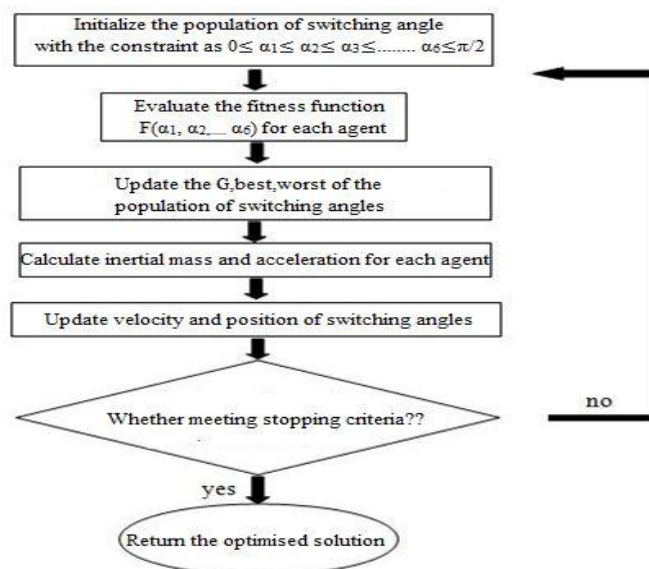 Initialize the population of switching angle
with the constraint as 0≤ α1≤ α2≤ α3≤........ α6≤π/2
Evaluate the fitness function
F(α1, α2,... α6) for each agent
Update the G,best,worst of the
population of switching angles
Calculate inertial mass and acceleration for each agent
Update velocity and position of switching angles
Whether meeting stopping criteria??
no
yes
Return the optimised solution